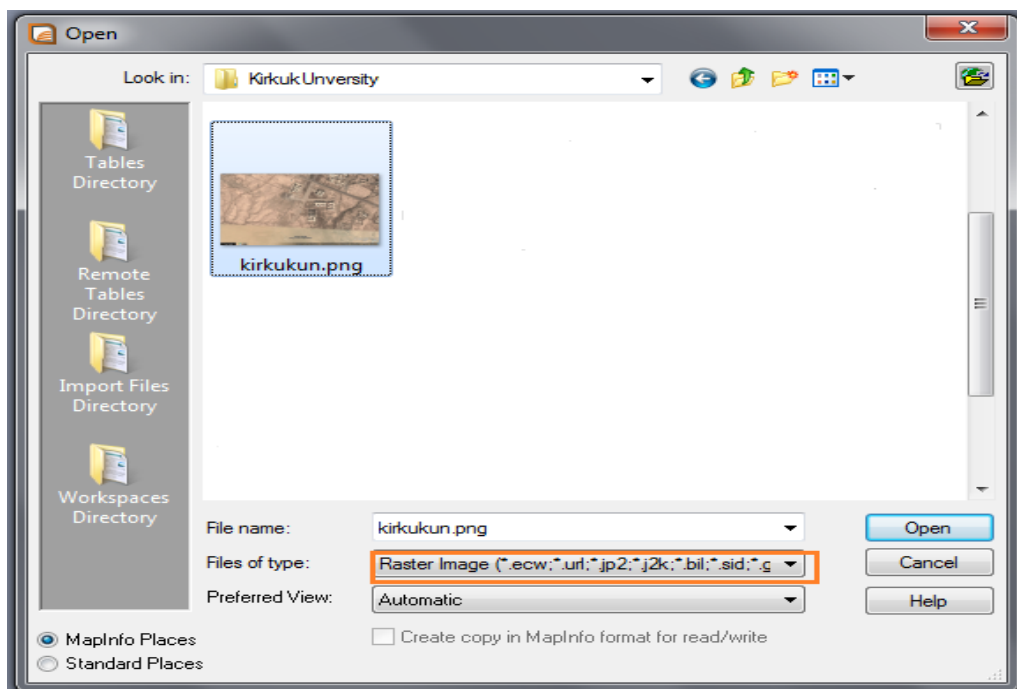 Open
Look in:
Kirkuk Unversity
Tables
Directory
Remote
Tables
Directory
Import Files
Directory
Workspaces
Directory
kirkukun.png
File name:
kirkukun.png
Open
Files of type:
Raster Image (*.ecw;*.url;*.jp2;*.j2k;*.bil;*.sid;*.g
Cancel
Preferred View:
Automatic
Help
MapInfo Places
Create copy in MapInfo format for read/write
Standard Places